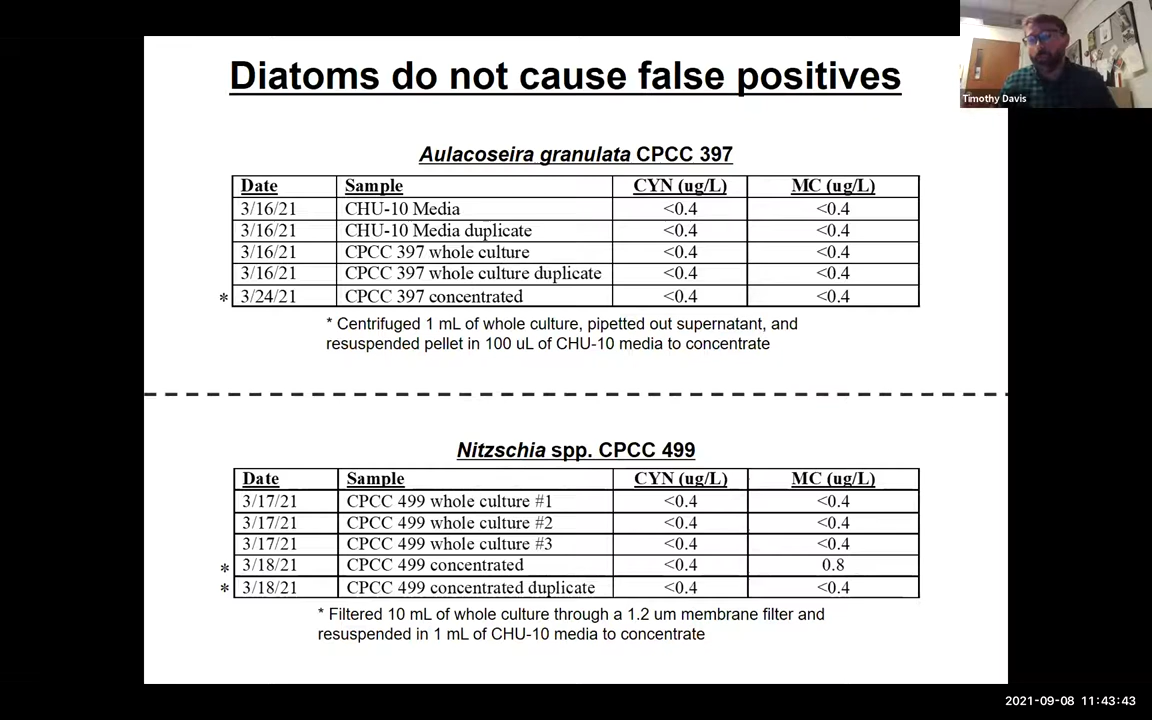 Diatoms do not cause false positives
Timothy Davis
Aulacoseira granulata CPCC 397
Date Sample CYN (ug/L) MC (ug/L)
3/16/21 CHU-10 Media <0.4 <0.4
3/16/21 CHU-10 Media duplicate <0.4 <0.4
3/16/21 CPCC 397 whole culture <0.4 <0.4
3/16/21 CPCC 397 whole culture duplicate <0.4 <0.4
* 3/24/21 CPCC 397 concentrated <0.4 <0.4
* Centrifuged 1 mL of whole culture, pipetted out supernatant, and
resuspended pellet in 100 uL of CHU-10 media to concentrate
Nitzschia spp. CPCC 499
Date Sample CYN (ug/L) MC (ug/L)
3/17/21 CPCC 499 whole culture #1 <0.4 <0.4
3/17/21 CPCC 499 whole culture #2 <0.4 <0.4
3/17/21 CPCC 499 whole culture #3 <0.4 <0.4
* 3/18/21 CPCC 499 concentrated <0.4 0.8
* 3/18/21 CPCC 499 concentrated duplicate <0.4 <0.4
* Filtered 10 mL of whole culture through a 1.2 um membrane filter and
resuspended in 1 mL of CHU-10 media to concentrate
2021-09-08 11:43:43